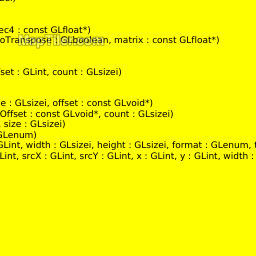 ec4 : const GLfloat*)
oTranspose : GLboolean, matrix : const GLfloat*)
set : GLint, count : GLsizei)
e : GLsizei, offset : const GLvoid*)
Offset : const GLvoid*, count : GLsizei)
size : GLsizei)
GLenum)
GLint, width : GLsizei, height : GLsizei, format : GLenum, t
Lint, srcX : GLint, srcY : GLint, x : GLint, y : GLint, width :